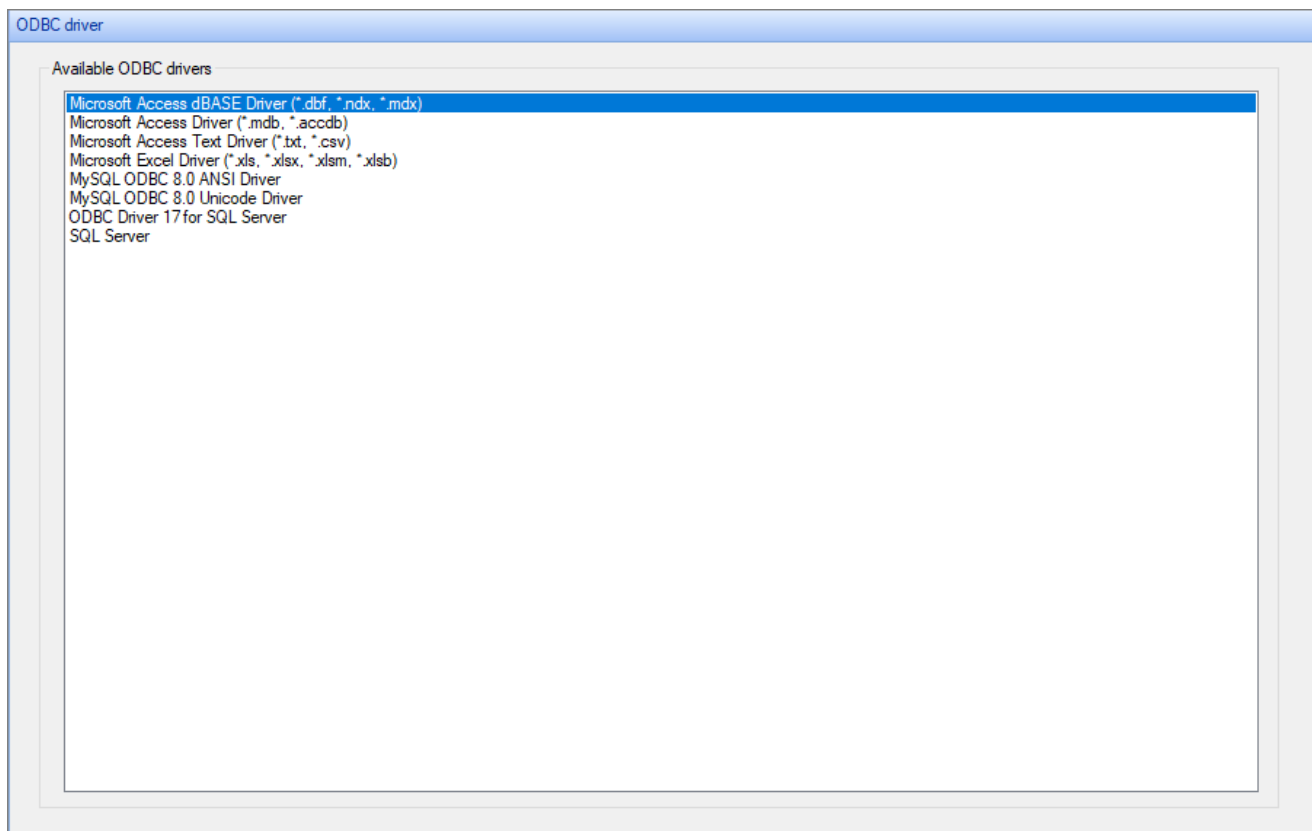 ODBC driver
Available ODBC drivers
Microsoft Access dBASE Driver (*.dbf, *.ndx, *.mdx)
Microsoft Access Driver (*.mdb, *.accdb)
Microsoft Access Text Driver (*.txt, *.csv)
Microsoft Excel Driver (*.xls, *.xlsx, *.xlsm, *.xlsb)
MySQL ODBC 8.0 ANSI Driver
MySQL ODBC 8.0 Unicode Driver
ODBC Driver 17 for SQL Server
SQL Server